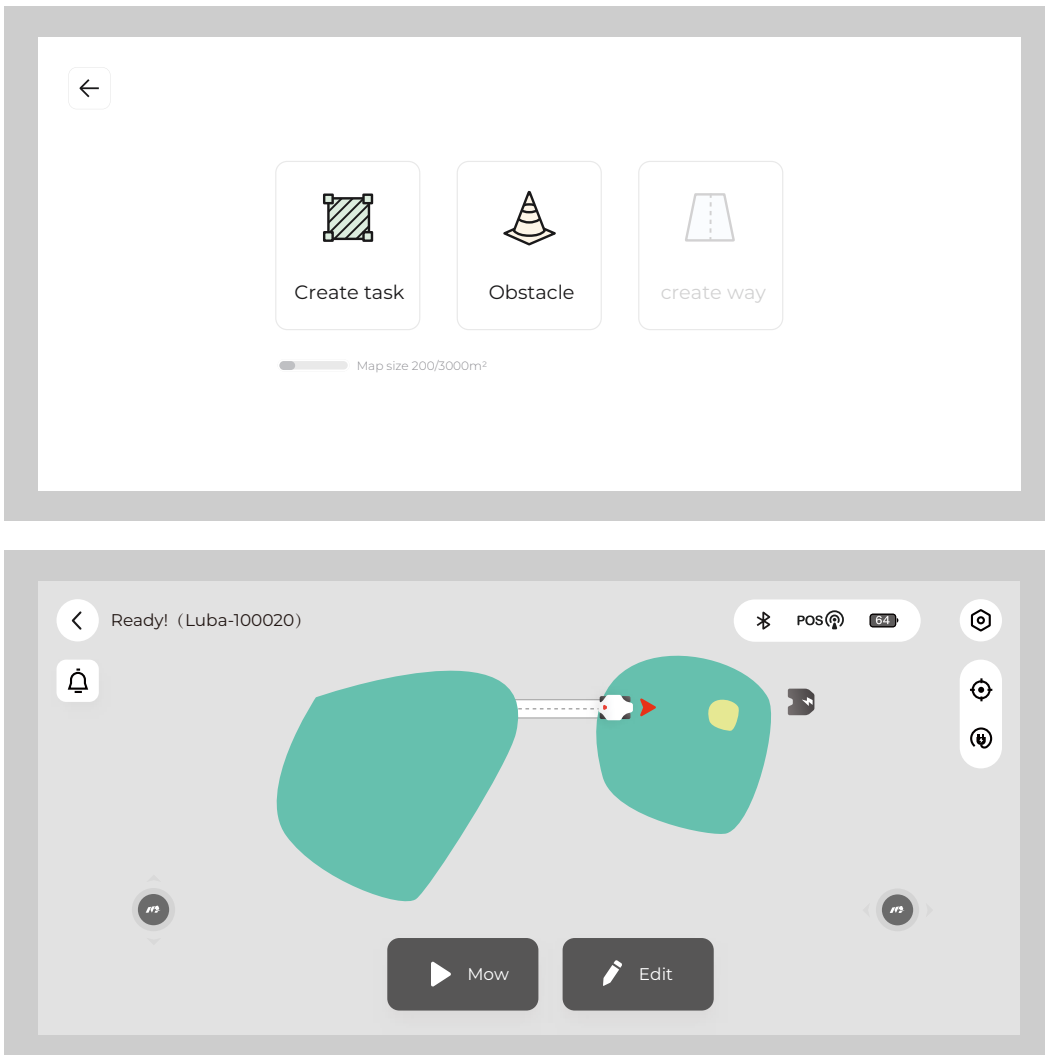 Create task
Obstacle
create way
Map size 200/3000m²
Ready!（Luba-100020）
POS
64
Mow
Edit